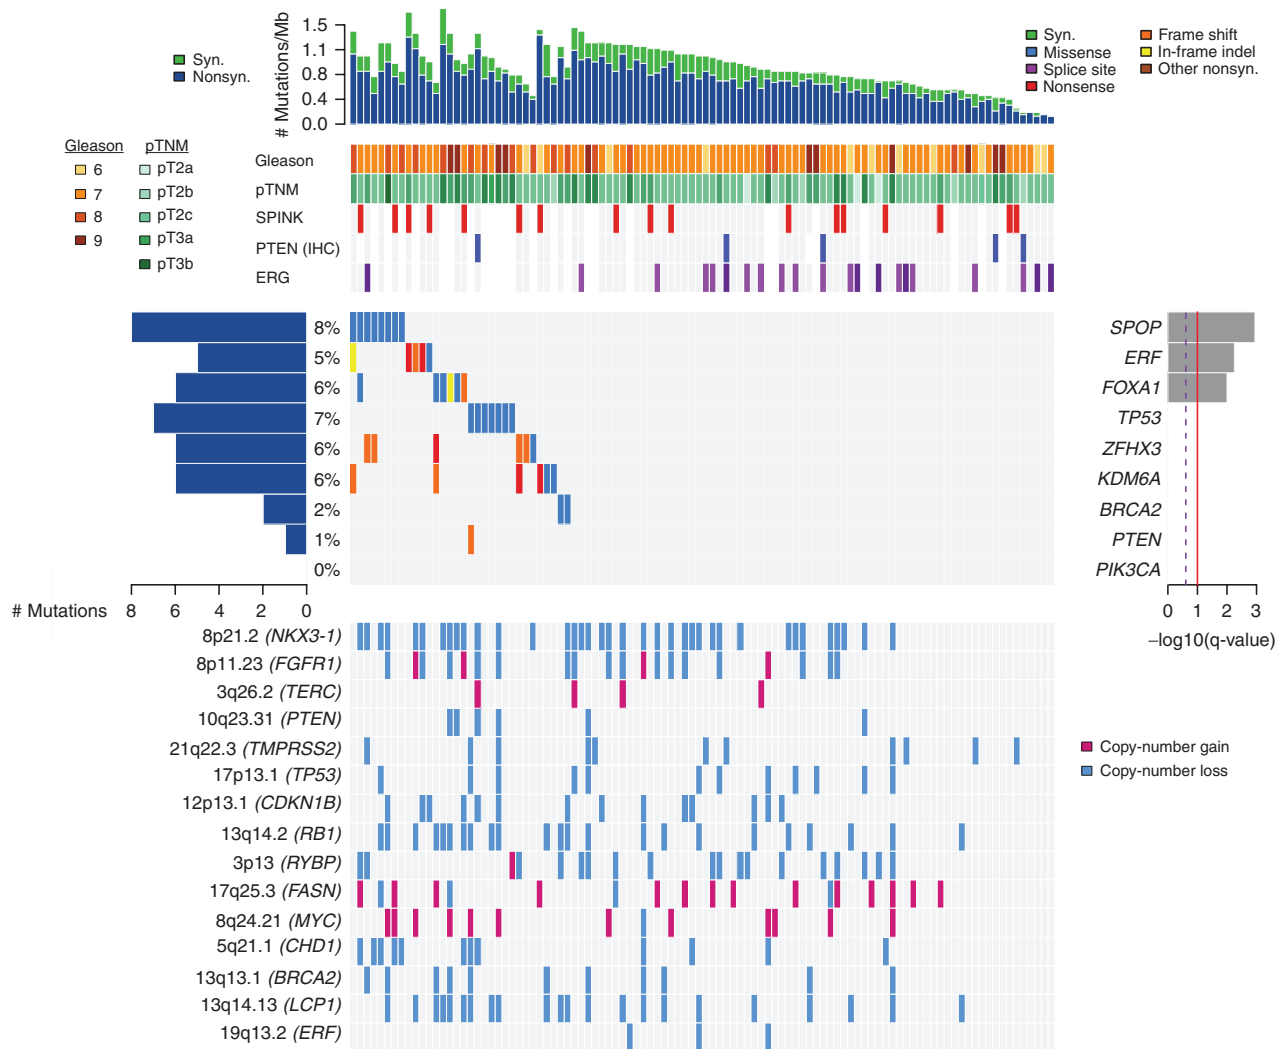 # Mutations/Mb
1.5
1.1
0.8
0.4
0.0
Syn.
Nonsyn.
Syn.
Missense
Splice site
Nonsense
Frame shift
In-frame indel
Other nonsyn.
Gleason
6
7
8
9
pTNM
pT2a
pT2b
pT2c
pT3a
pT3b
Gleason
pTNM
SPINK
PTEN (IHC)
ERG
8%
5%
6%
7%
6%
6%
2%
1%
0%
# Mutations
8 6 4 2 0
SPOP
ERF
FOXA1
TP53
ZFHX3
KDM6A
BRCA2
PTEN
PIK3CA
0 1 2 3
–log10(q-value)
8p21.2 (NKX3-1)
8p11.23 (FGFR1)
3q26.2 (TERC)
10q23.31 (PTEN)
21q22.3 (TMPRSS2)
17p13.1 (TP53)
12p13.1 (CDKN1B)
13q14.2 (RB1)
3p13 (RYBP)
17q25.3 (FASN)
8q24.21 (MYC)
5q21.1 (CHD1)
13q13.1 (BRCA2)
13q14.13 (LCP1)
19q13.2 (ERF)
Copy-number gain
Copy-number loss